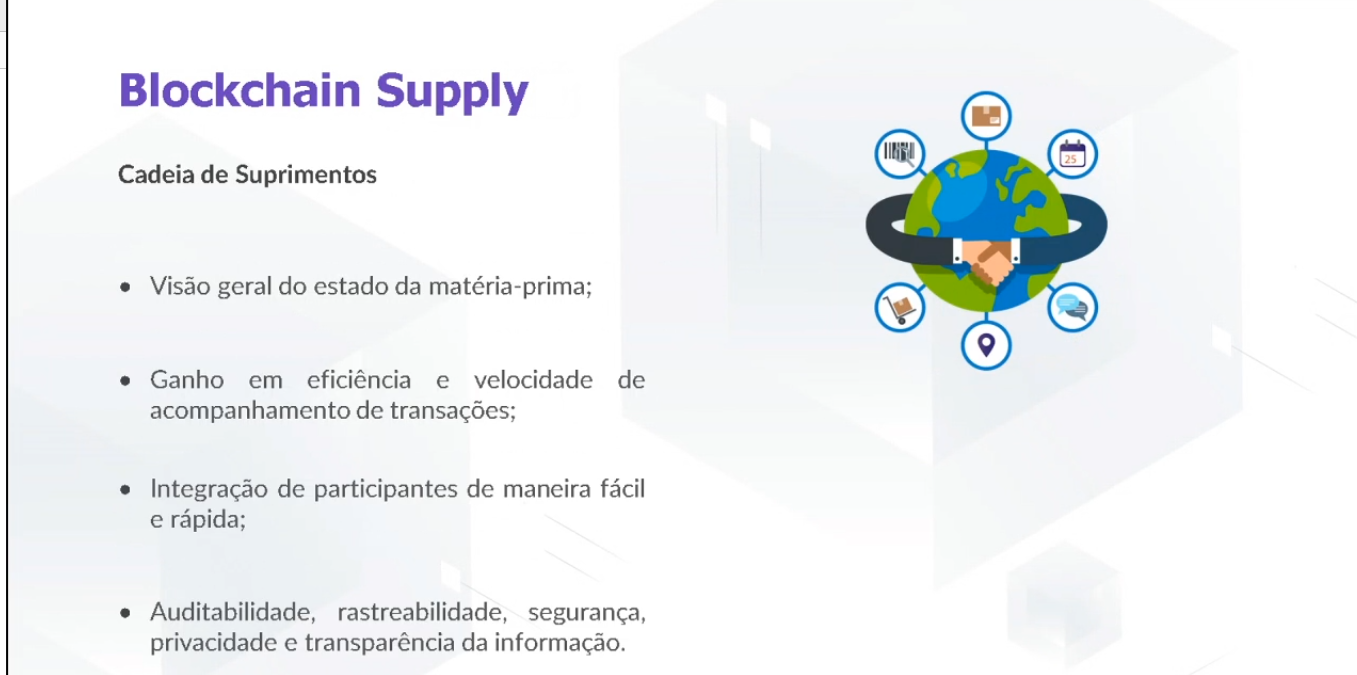 Blockchain Supply
Cadeia de Suprimentos
• Visão geral do estado da matéria-prima;
• Ganho em eficiência e velocidade de
acompanhamento de transações;
• Integração de participantes de maneira fácil
e rápida;
• Auditabilidade, rastreabilidade, segurança,
privacidade e transparência da informação.
25